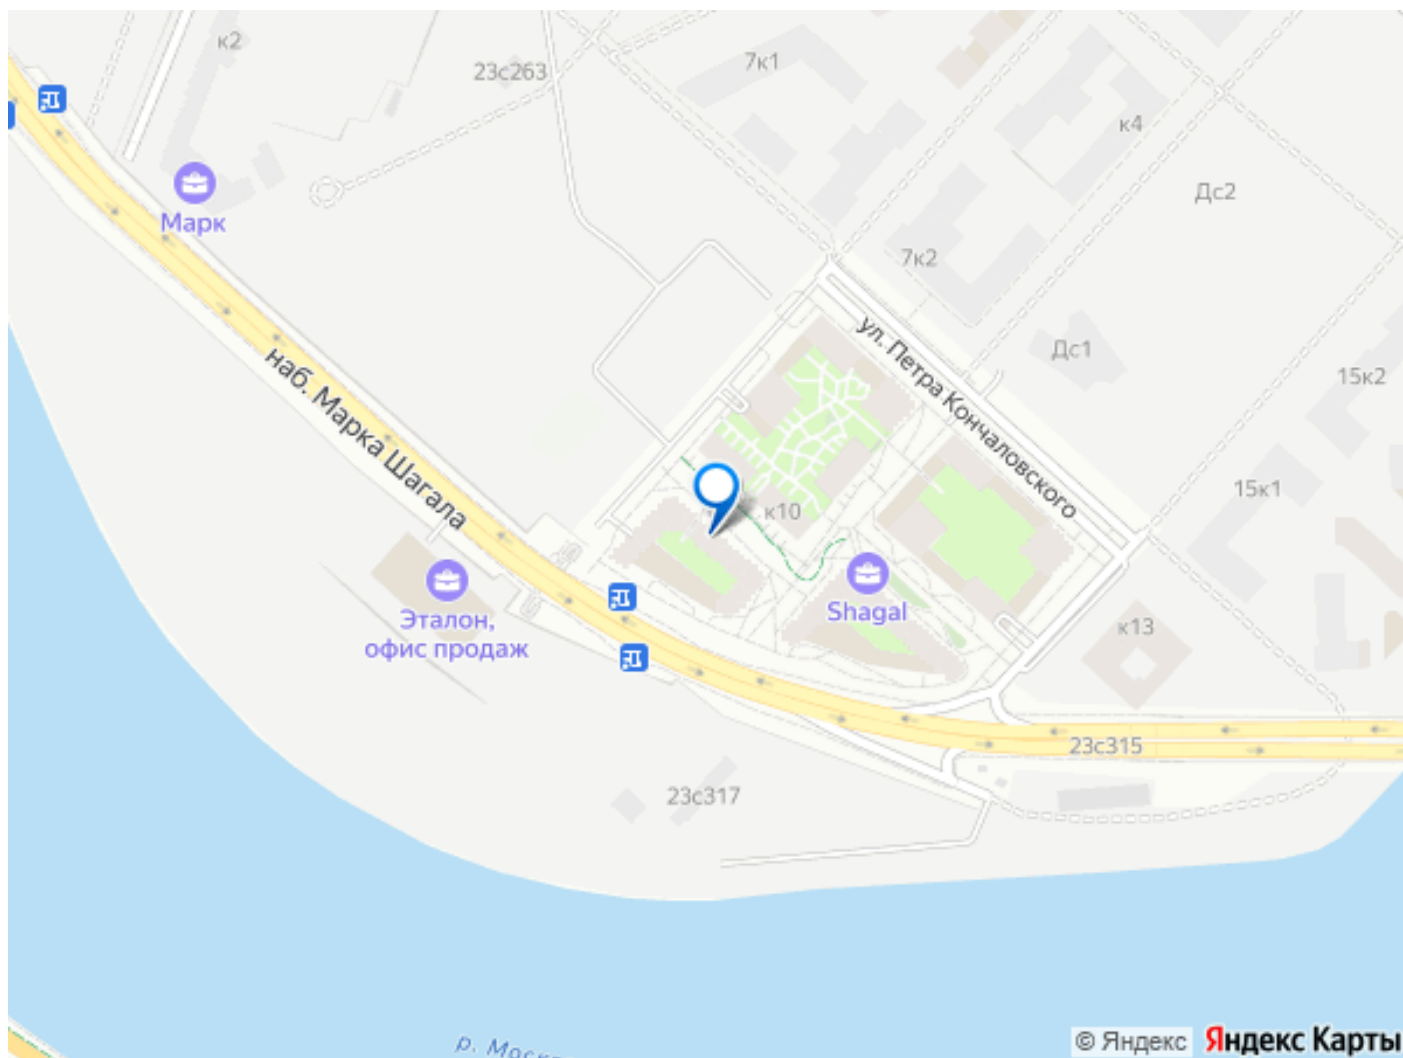 к2
23с263
7к1
к4
Дс2
Марк
7к2
ул. Петра Кончаловского
Дс1
15к2
наб. Марка Шагала
15к1
к10
Shagal
Эталон,
офис продаж
к13
23с315
23с317
р. Моск
© Яндекс Яндекс Карты